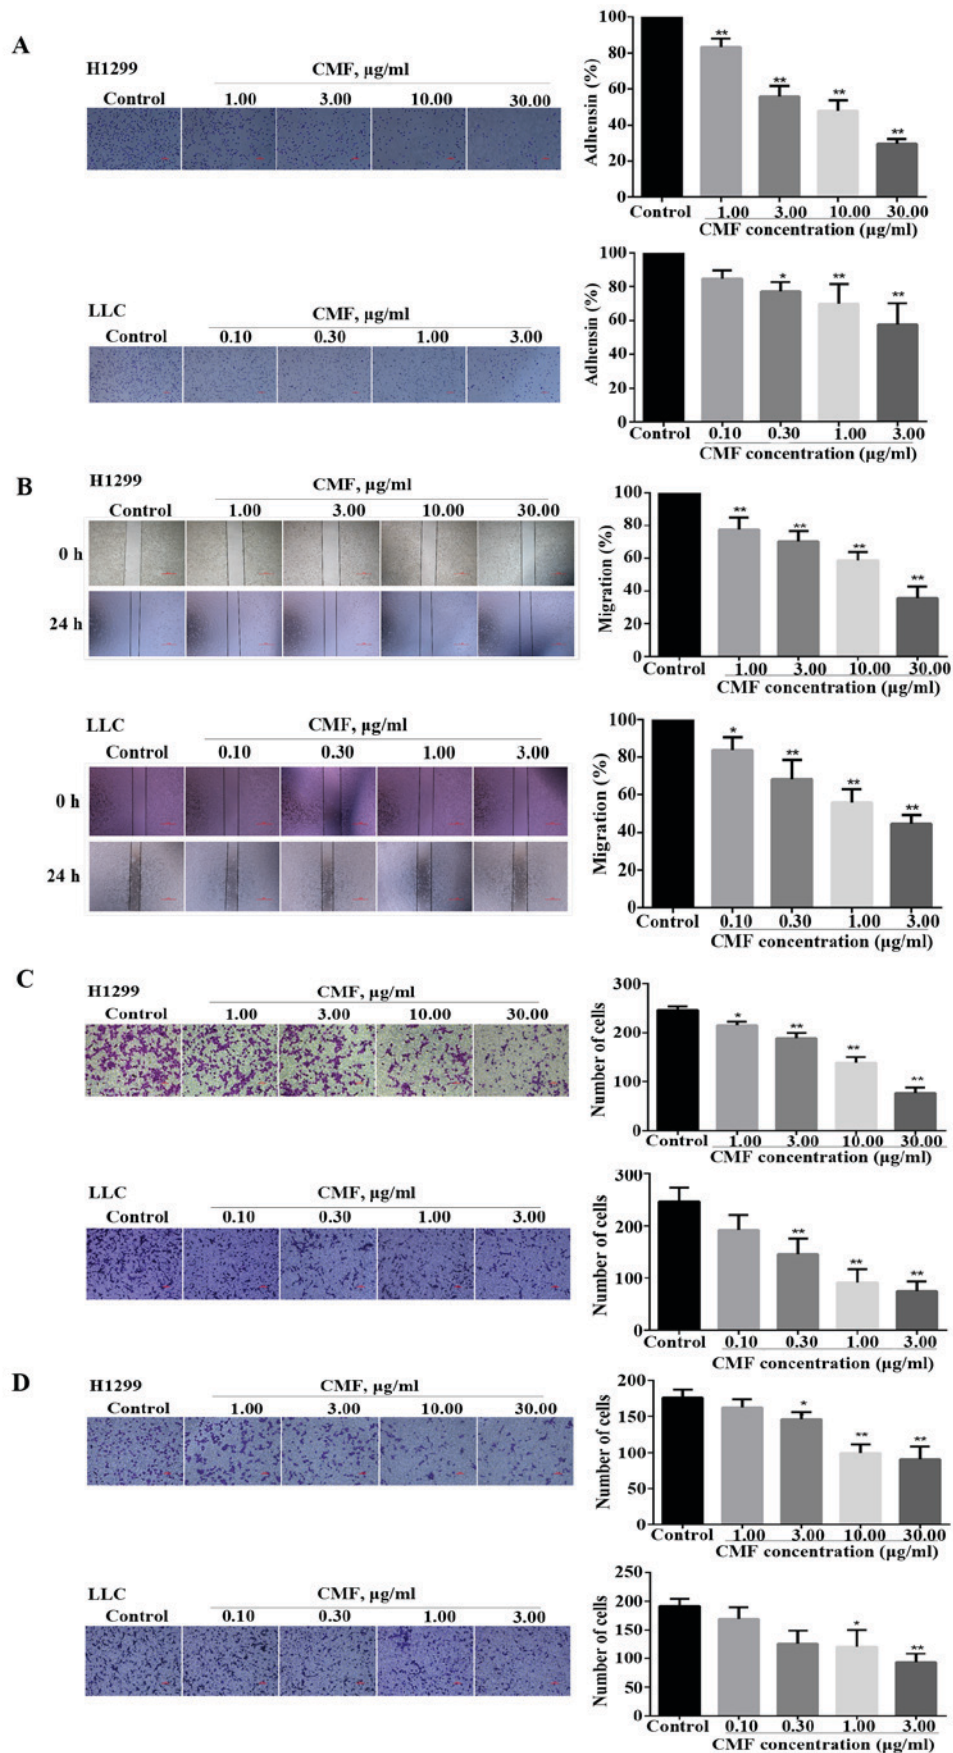 A
H1299
CMF, µg/ml
Control 1.00 3.00 10.00 30.00
100
80
60
40
20
0
Adhensin (%)
**
**
**
**
Control 1.00 3.00 10.00 30.00
CMF concentration (µg/ml)
LLC
CMF, µg/ml
Control 0.10 0.30 1.00 3.00
100
80
60
40
20
0
Adhensin (%)
*
**
**
Control 0.10 0.30 1.00 3.00
CMF concentration (µg/ml)
B
H1299
CMF, µg/ml
Control 1.00 3.00 10.00 30.00
0 h
24 h
100
80
60
40
20
0
Migration (%)
**
**
**
**
Control 1.00 3.00 10.00 30.00
CMF concentration (µg/ml)
LLC
CMF, µg/ml
Control 0.10 0.30 1.00 3.00
0 h
24 h
100
80
60
40
20
0
Migration (%)
*
**
**
**
Control 0.10 0.30 1.00 3.00
CMF concentration (µg/ml)
C
H1299
CMF, µg/ml
Control 1.00 3.00 10.00 30.00
300
200
100
0
Number of cells
*
**
**
**
Control 1.00 3.00 10.00 30.00
CMF concentration (µg/ml)
LLC
CMF, µg/ml
Control 0.10 0.30 1.00 3.00
300
200
100
0
Number of cells
**
**
**
Control 0.10 0.30 1.00 3.00
CMF concentration (µg/ml)
D
H1299
CMF, µg/ml
Control 1.00 3.00 10.00 30.00
200
150
100
50
0
Number of cells
*
**
**
Control 1.00 3.00 10.00 30.00
CMF concentration (µg/ml)
LLC
CMF, µg/ml
Control 0.10 0.30 1.00 3.00
250
200
150
100
50
0
Number of cells
*
**
Control 0.10 0.30 1.00 3.00
CMF concentration (µg/ml)